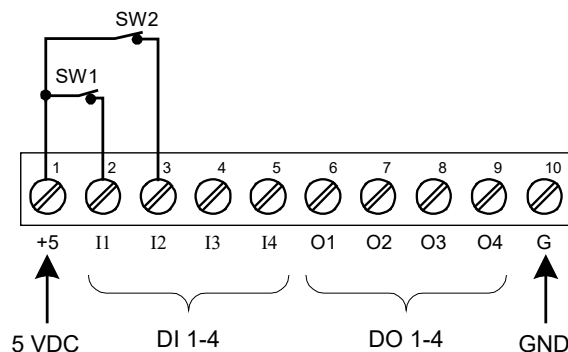 SW2
SW1
1 2 3 4 5 6 7 8 9 10
+5 I1 I2 I3 I4 O1 O2 O3 O4 G
5 VDC DI 1-4 DO 1-4 GND